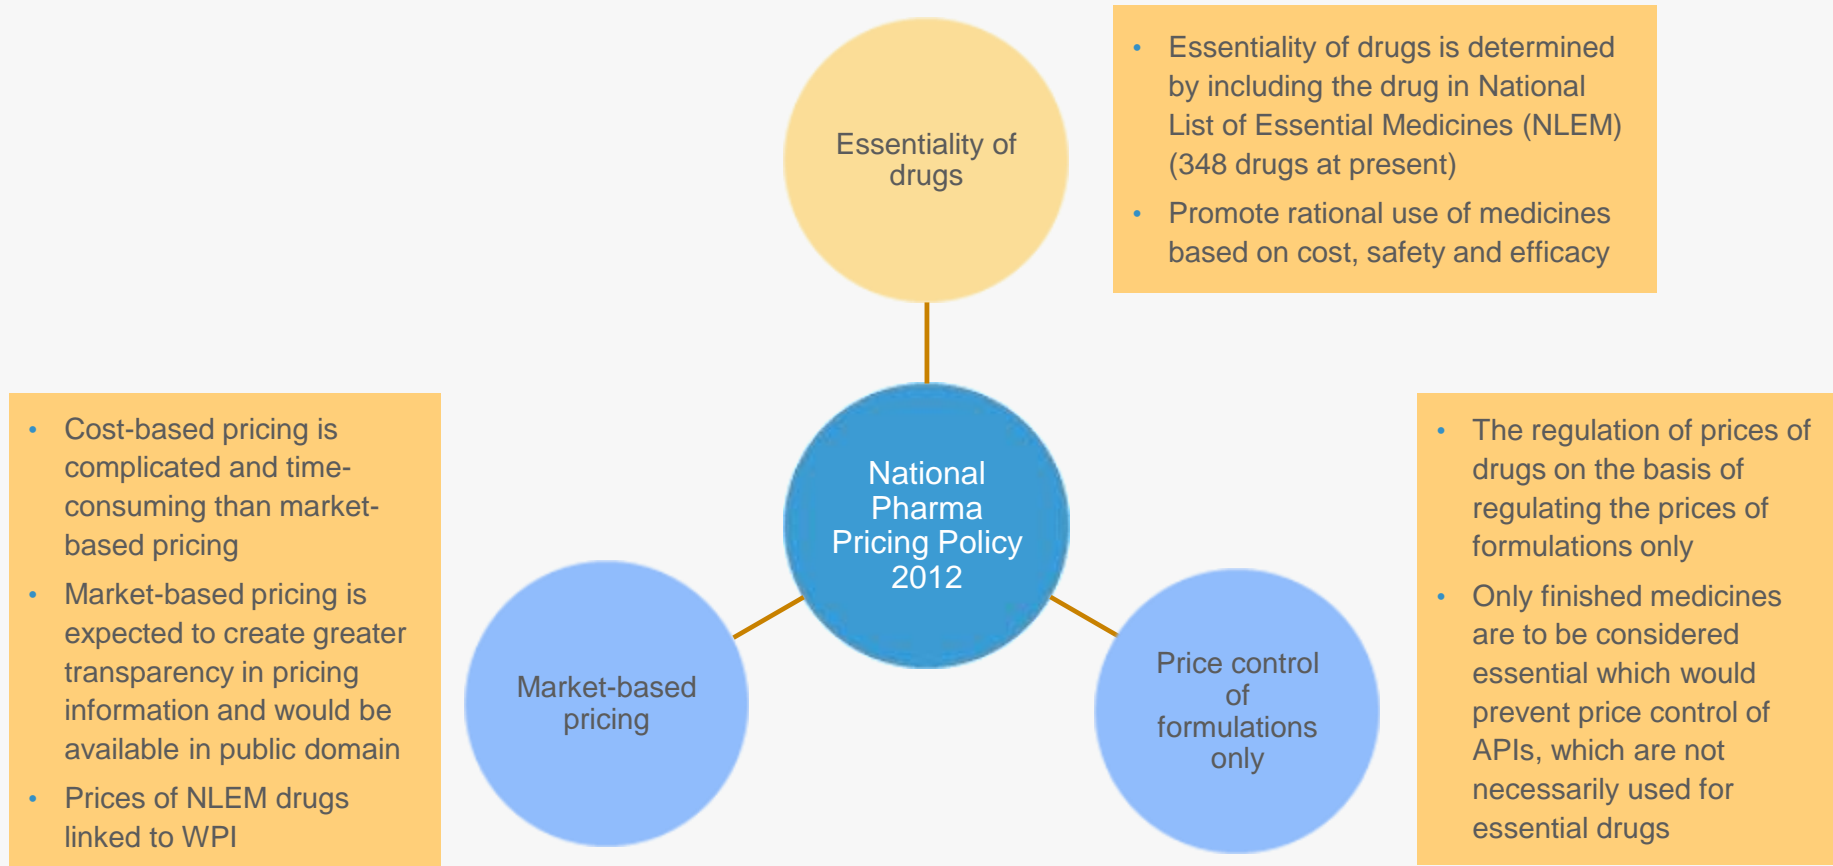 Essentiality of
drugs
• Essentiality of drugs is determined
by including the drug in National
List of Essential Medicines (NLEM)
(348 drugs at present)
• Promote rational use of medicines
based on cost, safety and efficacy
National
Pharma
Pricing Policy
2012
• Cost-based pricing is
complicated and time-
consuming than market-
based pricing
• Market-based pricing is
expected to create greater
transparency in pricing
information and would be
available in public domain
• Prices of NLEM drugs
linked to WPI
Market-based
pricing
Price control
of
formulations
only
• The regulation of prices of
drugs on the basis of
regulating the prices of
formulations only
• Only finished medicines
are to be considered
essential which would
prevent price control of
APIs, which are not
necessarily used for
essential drugs